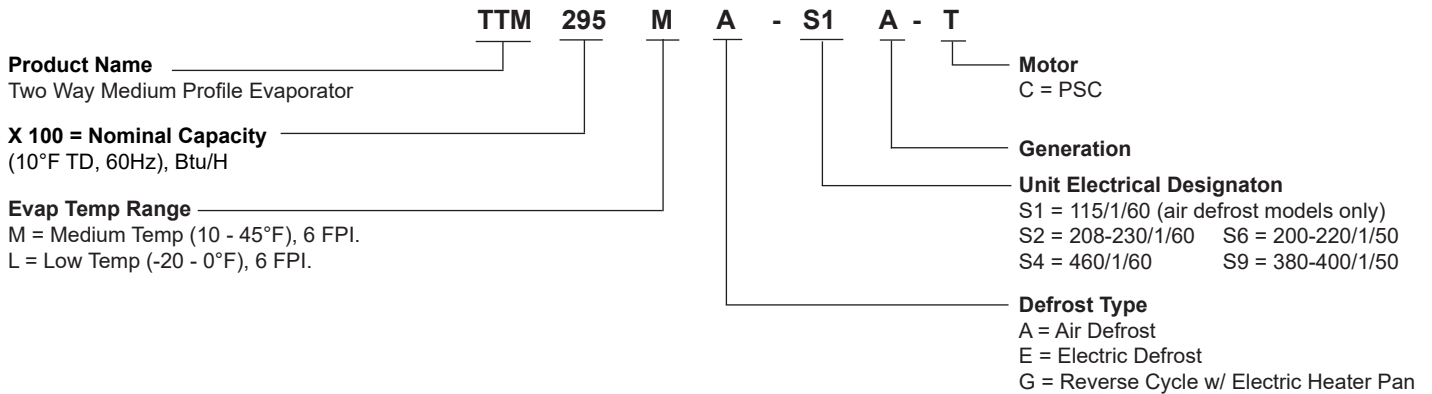 TTM 295 M A - S1 A - T
Product Name
Two Way Medium Profile Evaporator
X 100 = Nominal Capacity
(10°F TD, 60Hz), Btu/H
Evap Temp Range
M = Medium Temp (10 - 45°F), 6 FPI.
L = Low Temp (-20 - 0°F), 6 FPI.
Motor
C = PSC
Generation
Unit Electrical Designaton
S1 = 115/1/60 (air defrost models only)
S2 = 208-230/1/60 S6 = 200-220/1/50
S4 = 460/1/60 S9 = 380-400/1/50
Defrost Type
A = Air Defrost
E = Electric Defrost
G = Reverse Cycle w/ Electric Heater Pan